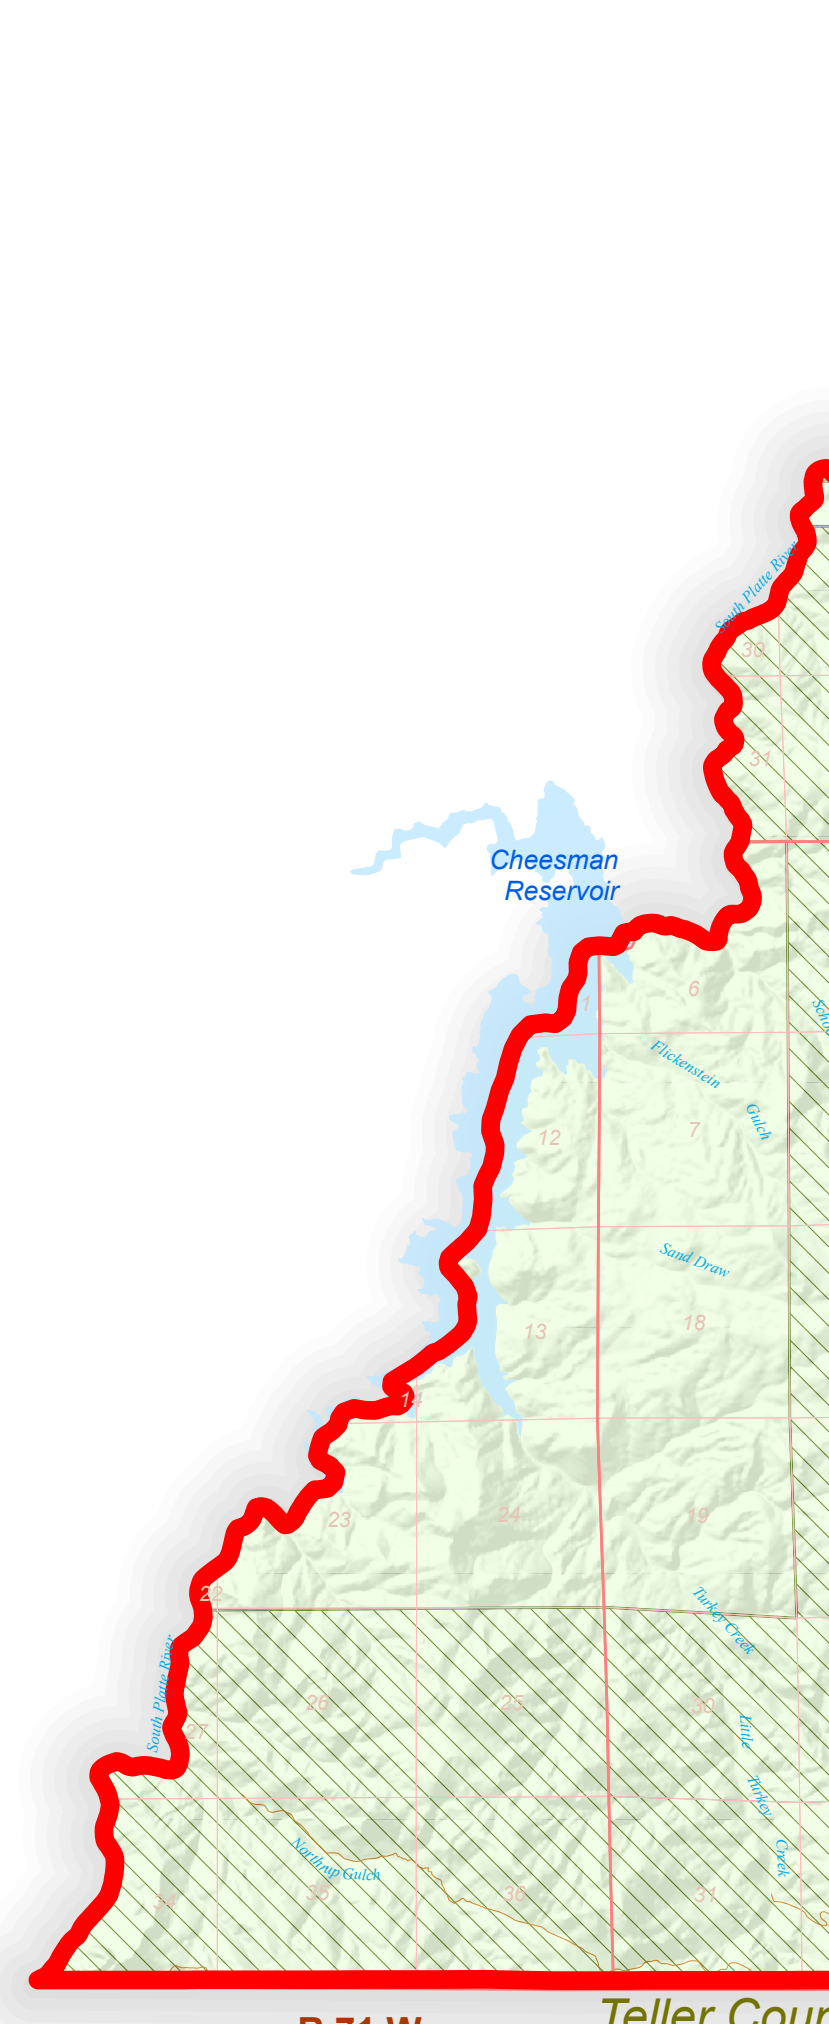 South Platte River
30
31
Cheesman
Reservoir
6
1
Flickenstein
Gulch
12
7
Sand Draw
13
18
14
23
24
19
22
Turkey Creek
South Platte River
26
25
30
27
Little
Turkey
Creek
Northrup Gulch
34
35
36
31
R 71 W
Teller Coun